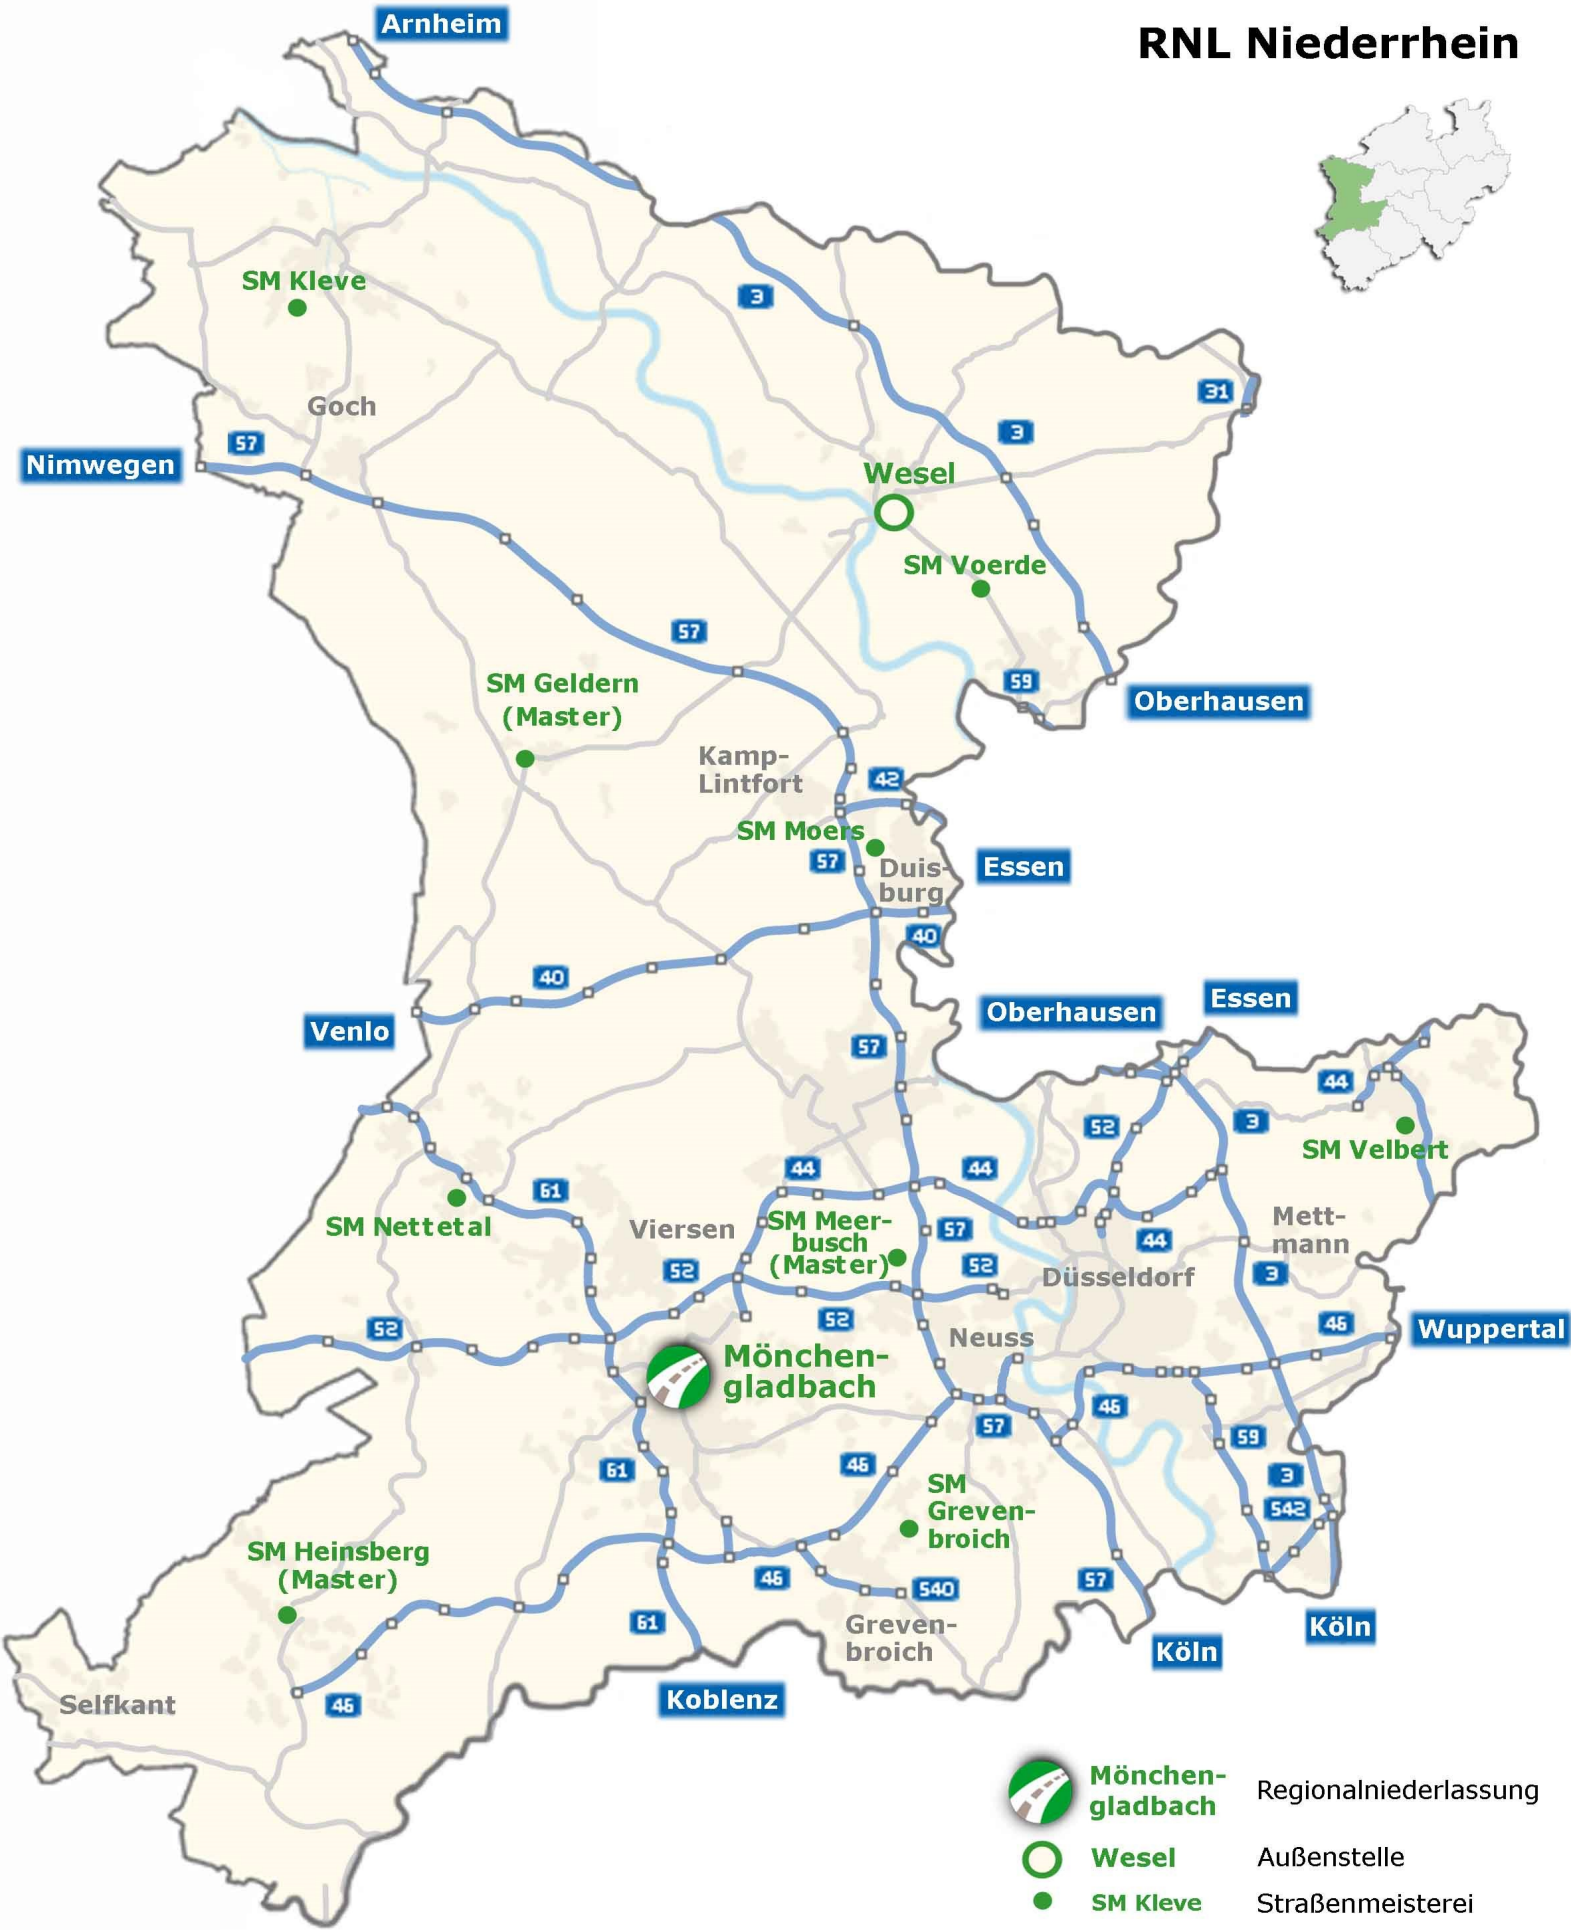 Arnheim
RNL Niederrhein
SM Kleve
3
31
Goch
3
57
Nimwegen
Wesel
SM Voerde
57
SM Geldern
(Master)
59
Oberhausen
Kamp-
Lintfort
42
SM Moers
57
Duis-
burg
Essen
40
40
Venlo
Oberhausen
Essen
57
44
3
52
SM Velbert
44
44
61
SM Nettetal
Viersen
SM Meer-
busch
(Master)
57
44
Mett-
mann
52
52
Düsseldorf
3
52
52
Neuss
46
Wuppertal
Mönchen-
gladbach
46
57
59
61
46
3
SM
Greven-
broich
542
SM Heinsberg
(Master)
46
540
57
61
Greven-
broich
Köln
Köln
Selfkant
46
Koblenz
Mönchen-
gladbach
Regionalniederlassung
Wesel
Außenstelle
SM Kleve
Straßenmeisterei